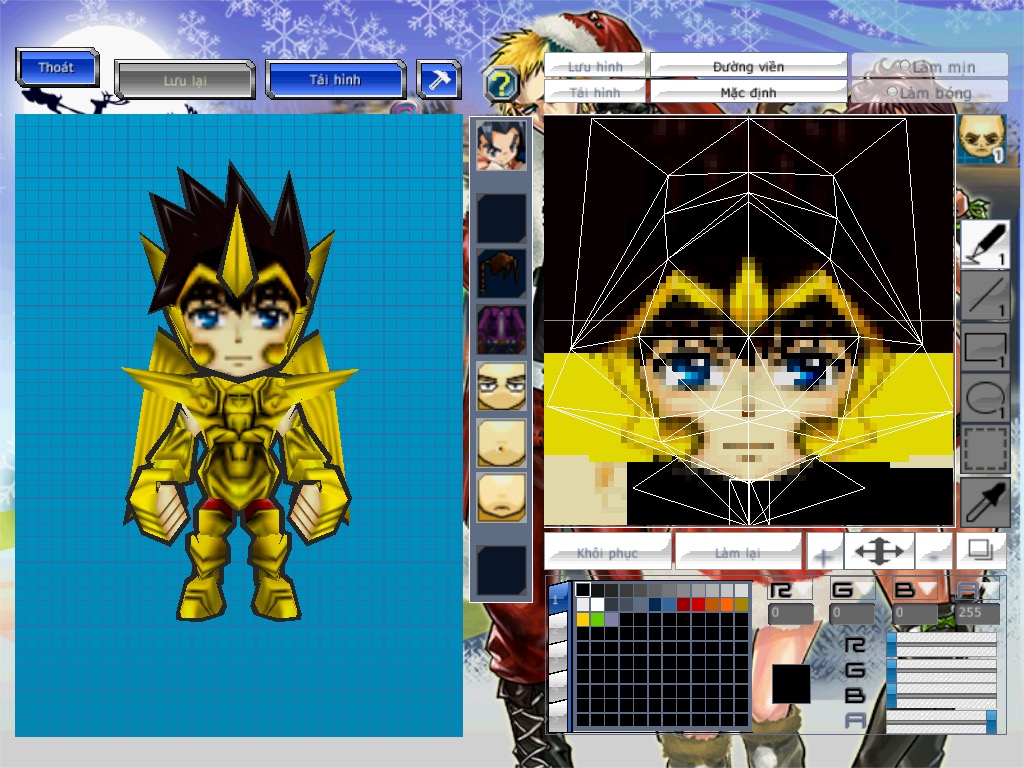 Thoát
Lưu lại
Tải hình
?
Lưu hình
Đường viền
Làm mịn
Tải hình
Mặc định
Làm bóng
1
1
1
1
1
Khôi phục
Làm lại
+
-
1
R
G
B
A
0
0
0
255
R
G
B
A